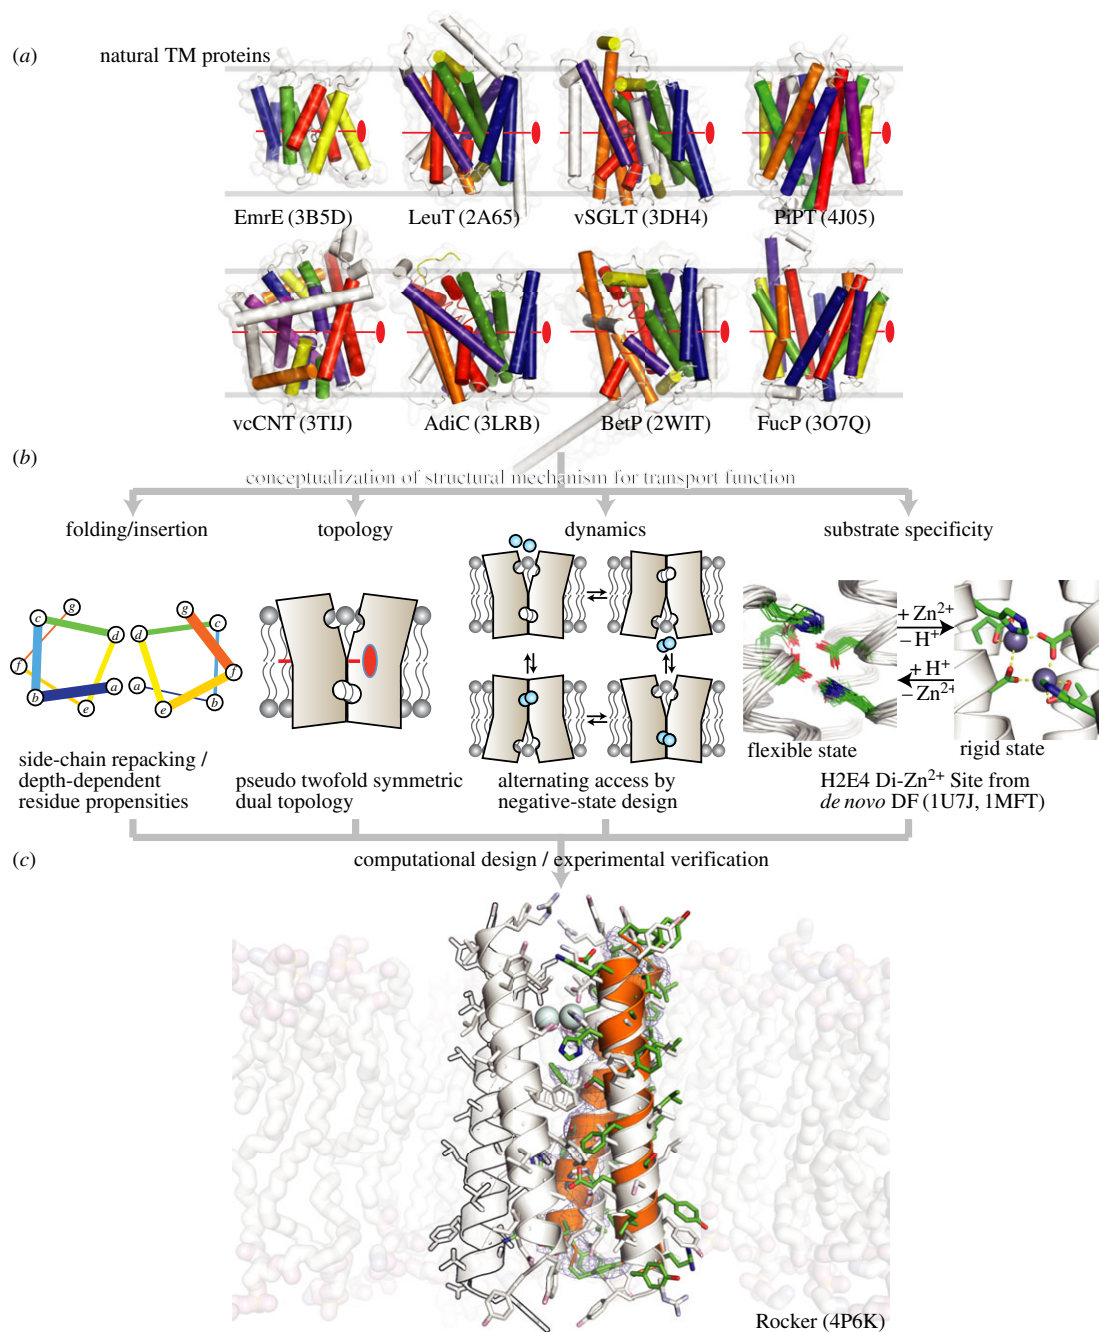 (a) natural TM proteins
EmrE (3B5D) LeuT (2A65) vSGLT (3DH4) PiPT (4J05)
vcCNT (3TIJ) AdiC (3LRB) BetP (2WIT) FucP (3O7Q)
(b)
conceptualization of structural mechanism for transport function
folding/insertion topology dynamics substrate specificity
g
c
d
f
b
a
e
g
d
c
f
a
b
e
+ Zn²⁺
− H⁺
+ H⁺
− Zn²⁺
flexible state rigid state
side-chain repacking /
depth-dependent
residue propensities
pseudo twofold symmetric
dual topology
alternating access by
negative-state design
H2E4 Di-Zn²⁺ Site from
de novo DF (1U7J, 1MFT)
(c) computational design / experimental verification
Rocker (4P6K)